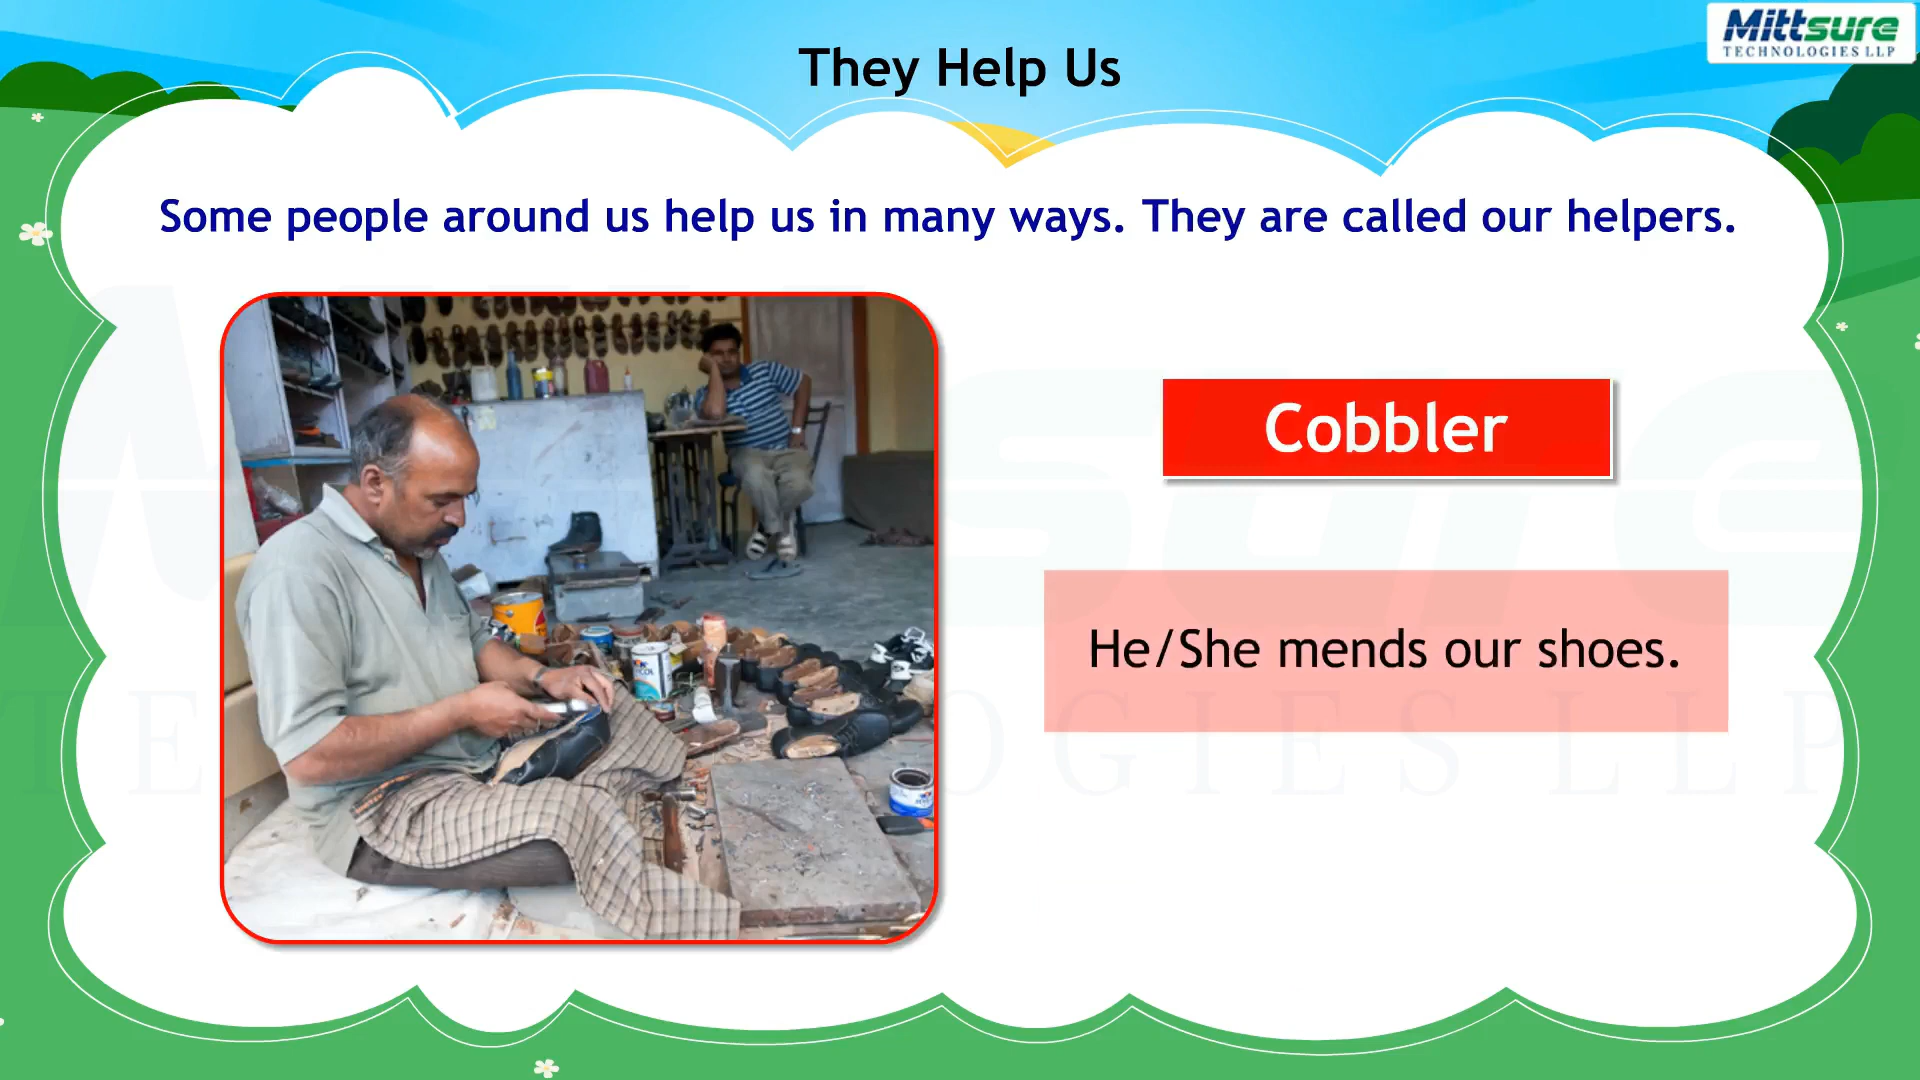 Mittsure
TECHNOLOGIES LLP
They Help Us
Some people around us help us in many ways. They are called our helpers.
Cobbler
He/She mends our shoes.